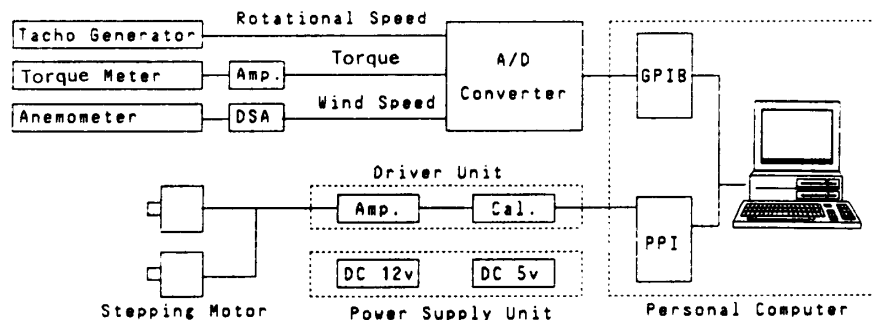 Rotational Speed
Tacho Generator
A/D
Converter
Torque Meter
Amp.
Torque
GPIB
Anemometer
DSA
Wind Speed
Driver Unit
Amp.
Cal.
PPI
DC 12v
DC 5v
Stepping Motor
Power Supply Unit
Personal Computer